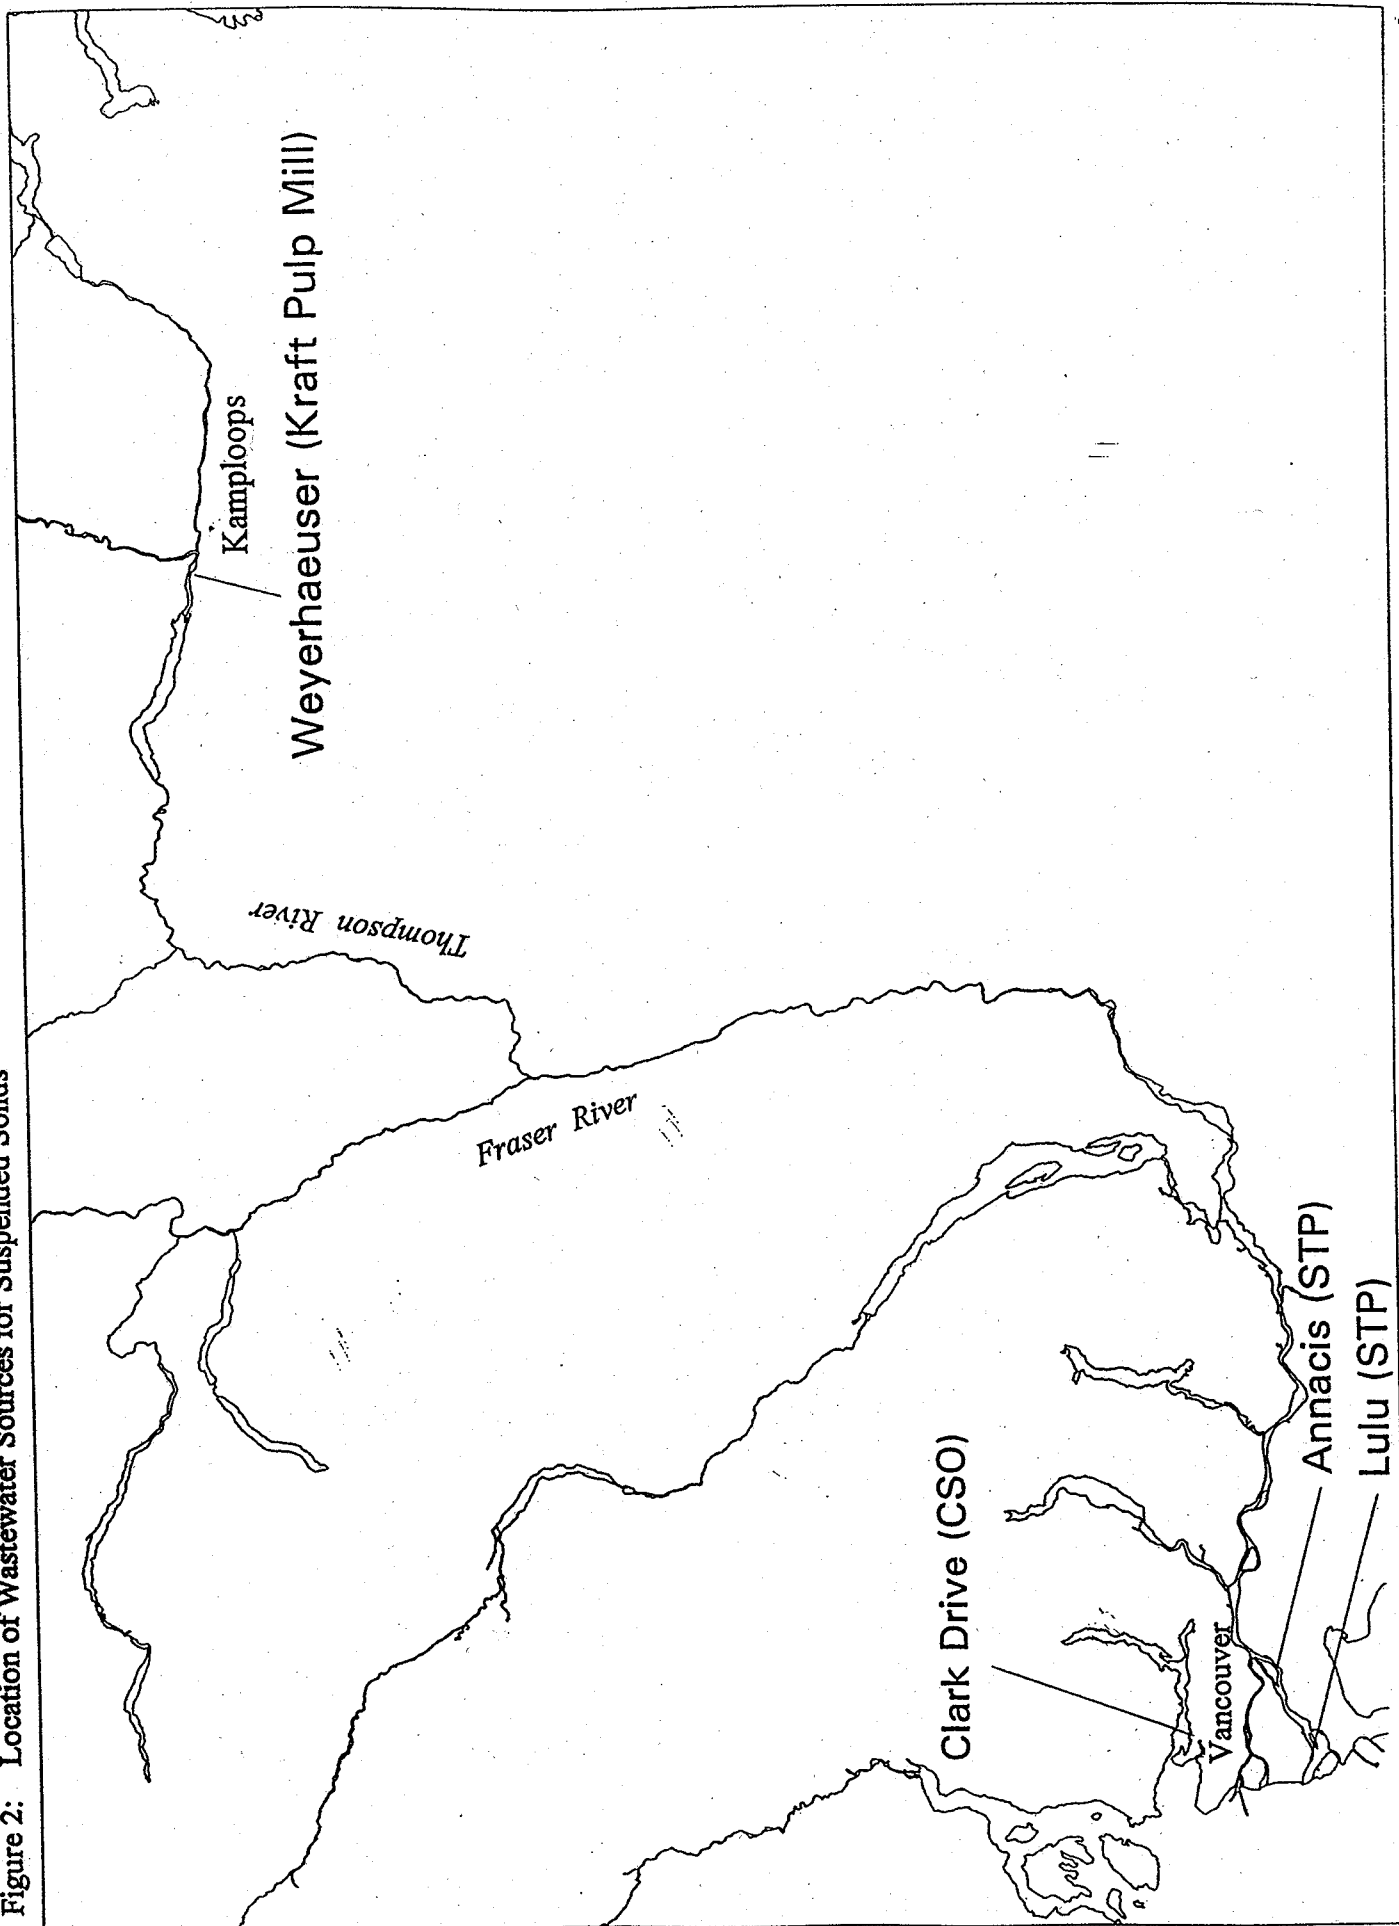 Figure 2: Location of Wastewater Sources for Suspended Solids
Kamploops
Weyerhaeuser (Kraft Pulp Mill)
Thompson River
Fraser River
Clark Drive (CSO)
Vancouver
Annacis (STP)
Lulu (STP)